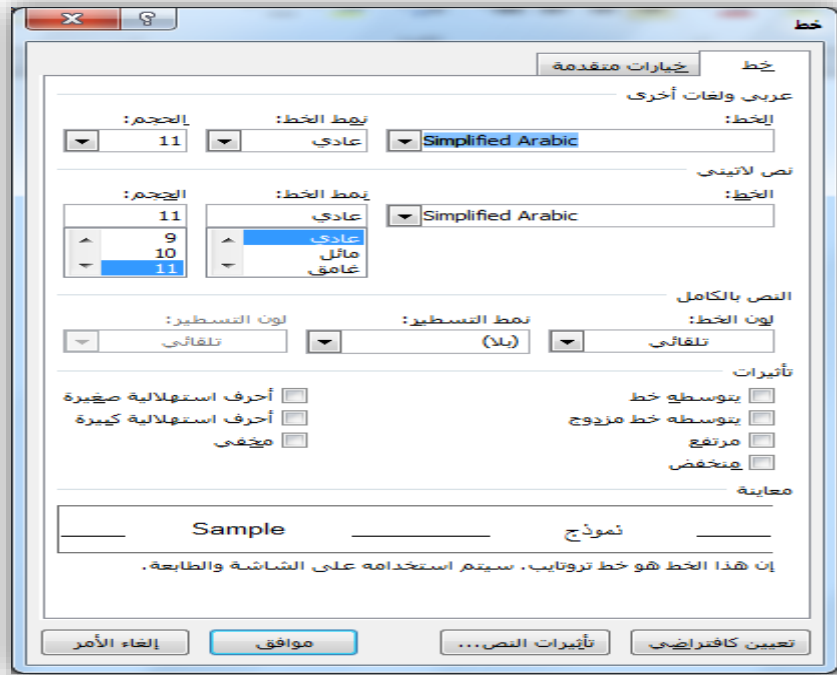 خط
خط خيارات متقدمة
عربي ولغات أخرى
الخط: نمط الخط: الحجم:
Simplified Arabic عادي 11
نص لاتيني
الخط: نمط الخط: الحجم:
Simplified Arabic عادي 11
عادي 9
مائل 10
غامق 11
النص بالكامل
لون الخط: نمط التسطير: لون التسطير:
تلقائي (بلا) تلقائي
تأثيرات
يتوسطه خط أحرف استهلالية صغيرة
يتوسطه خط مزدوج أحرف استهلالية كبيرة
مرتفع مخفي
منخفض
معاينة
نموذج Sample
إن هذا الخط هو خط تروتايب. سيتم استخدامه على الشاشة والطابعة.
تعيين كافتراضي تأثيرات النص... موافق إلغاء الأمر